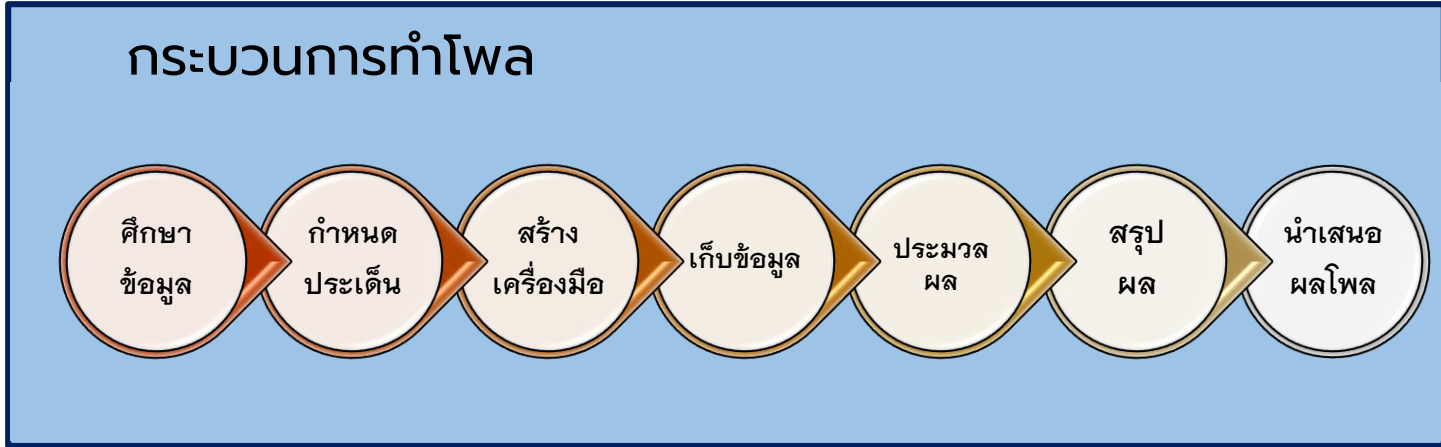 กระบวนการทำโพล
ศึกษา
ข้อมูล
กำหนด
ประเด็น
สร้าง
เครื่องมือ
เก็บข้อมูล
ประมวล
ผล
สรุป
ผล
นำเสนอ
ผลโพล